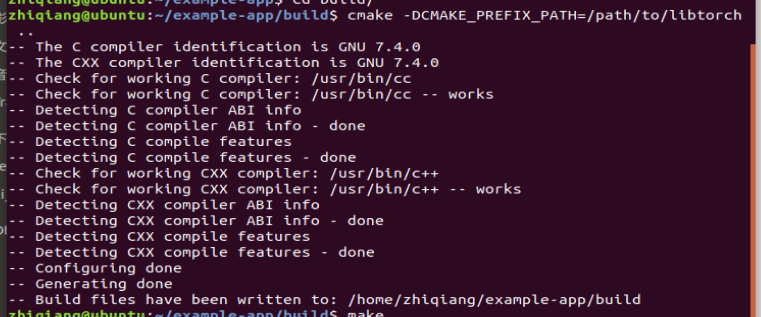 zhiqiang@ubuntu:~/example-app$ cd build/
zhiqiang@ubuntu:~/example-app/build$ cmake -DCMAKE_PREFIX_PATH=/path/to/libtorch
..
-- The C compiler identification is GNU 7.4.0
-- The CXX compiler identification is GNU 7.4.0
-- Check for working C compiler: /usr/bin/cc
-- Check for working C compiler: /usr/bin/cc -- works
-- Detecting C compiler ABI info
-- Detecting C compiler ABI info - done
-- Detecting C compile features
-- Detecting C compile features - done
-- Check for working CXX compiler: /usr/bin/c++
-- Check for working CXX compiler: /usr/bin/c++ -- works
-- Detecting CXX compiler ABI info
-- Detecting CXX compiler ABI info - done
-- Detecting CXX compile features
-- Detecting CXX compile features - done
-- Configuring done
-- Generating done
-- Build files have been written to: /home/zhiqiang/example-app/build
zhiqiang@ubuntu:~/example-app/build$ make